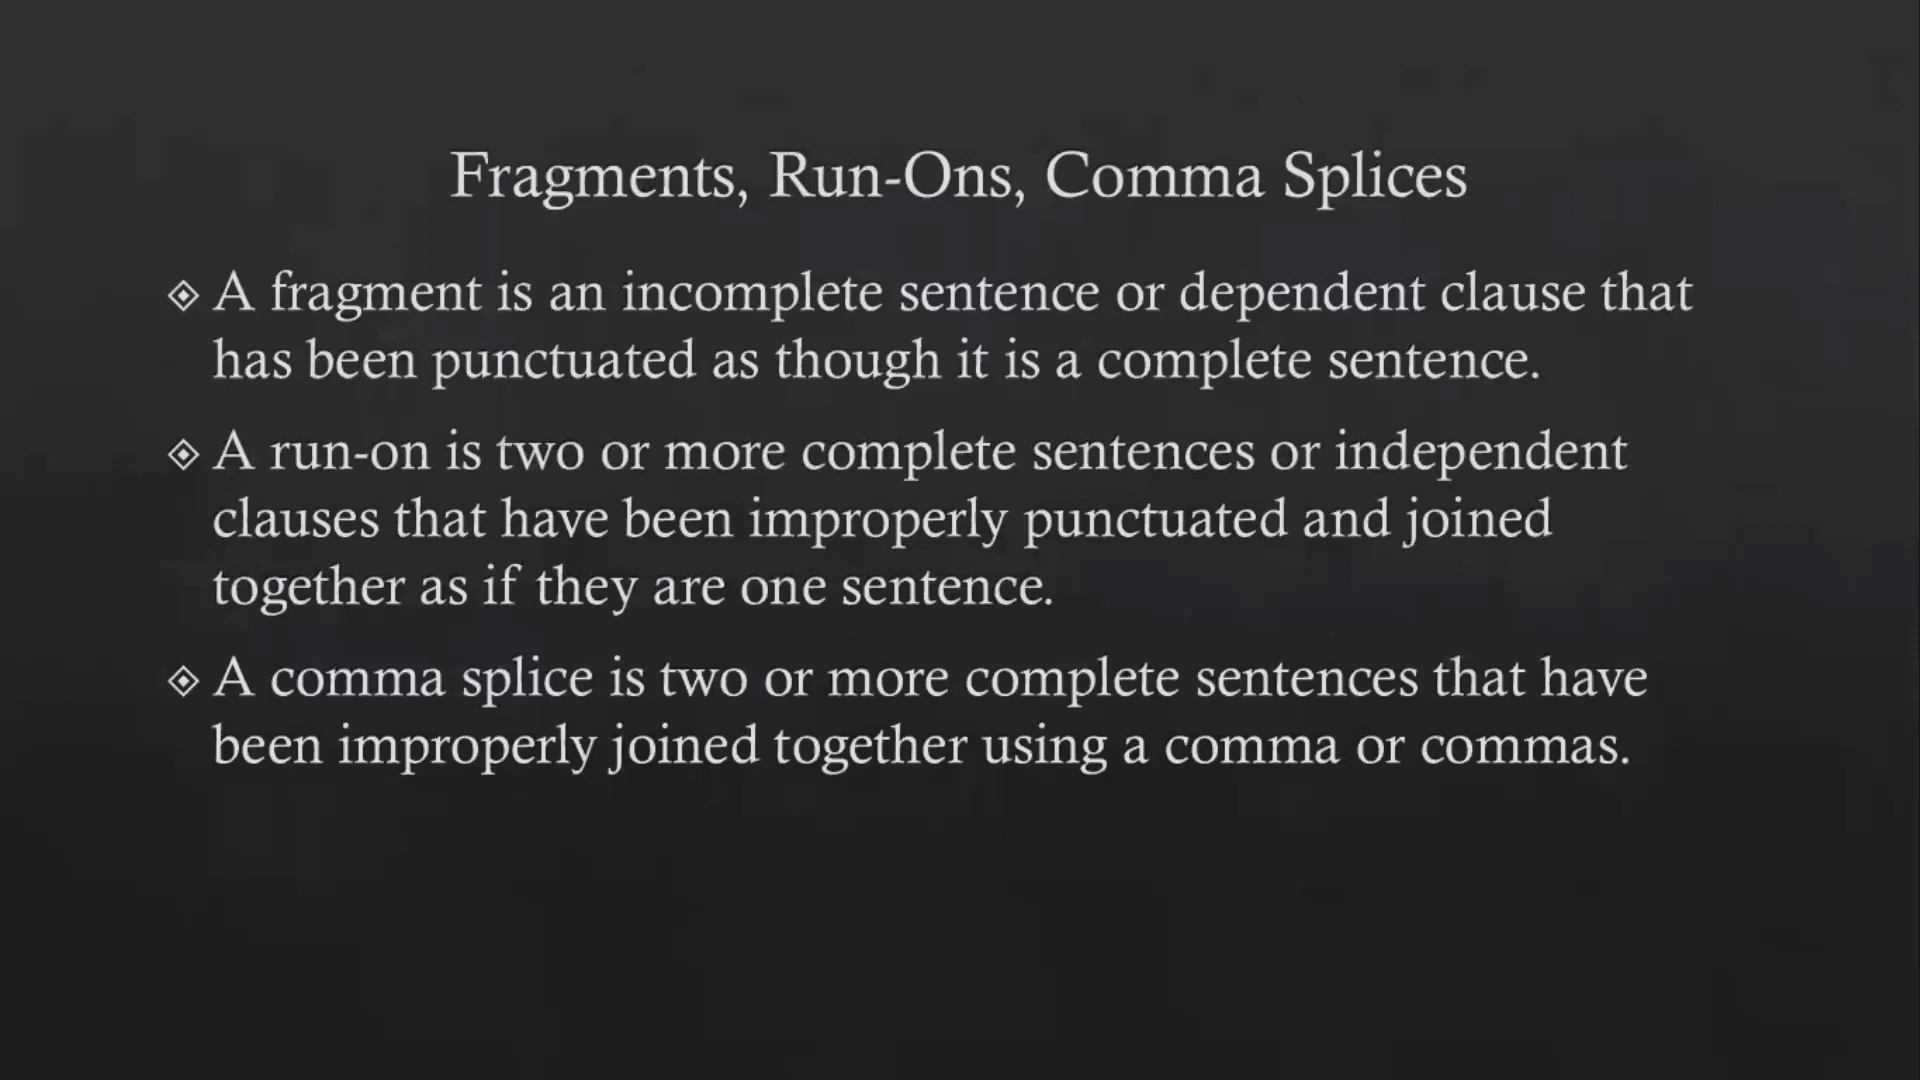 Fragments, Run-Ons, Comma Splices
A fragment is an incomplete sentence or dependent clause that
has been punctuated as though it is a complete sentence.
A run-on is two or more complete sentences or independent
clauses that have been improperly punctuated and joined
together as if they are one sentence.
A comma splice is two or more complete sentences that have
been improperly joined together using a comma or commas.